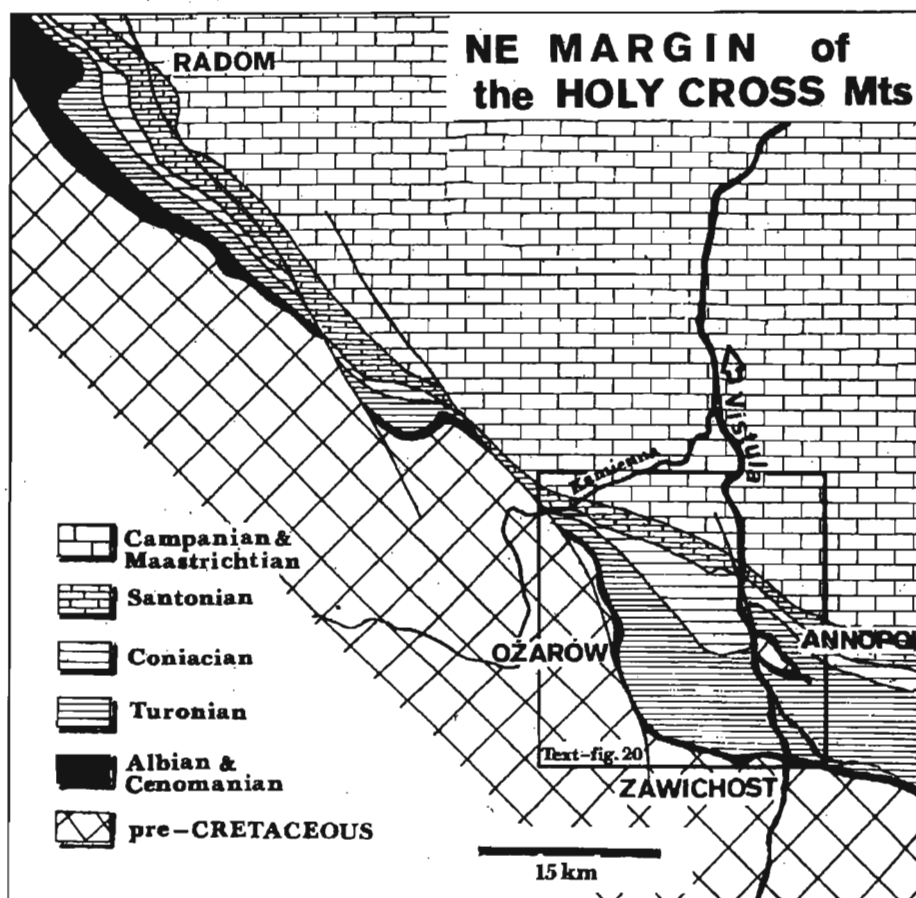 NE MARGIN of
the HOLY CROSS Mts
RADOM
Kamienna
Vistula
OŻARÓW
ANNOPOL
Text-fig. 20
ZAWICHOST
Campanian &
Maastrichtian
Santonian
Coniacian
Turonian
Albian &
Cenomanian
pre-CRETACEOUS
15 km